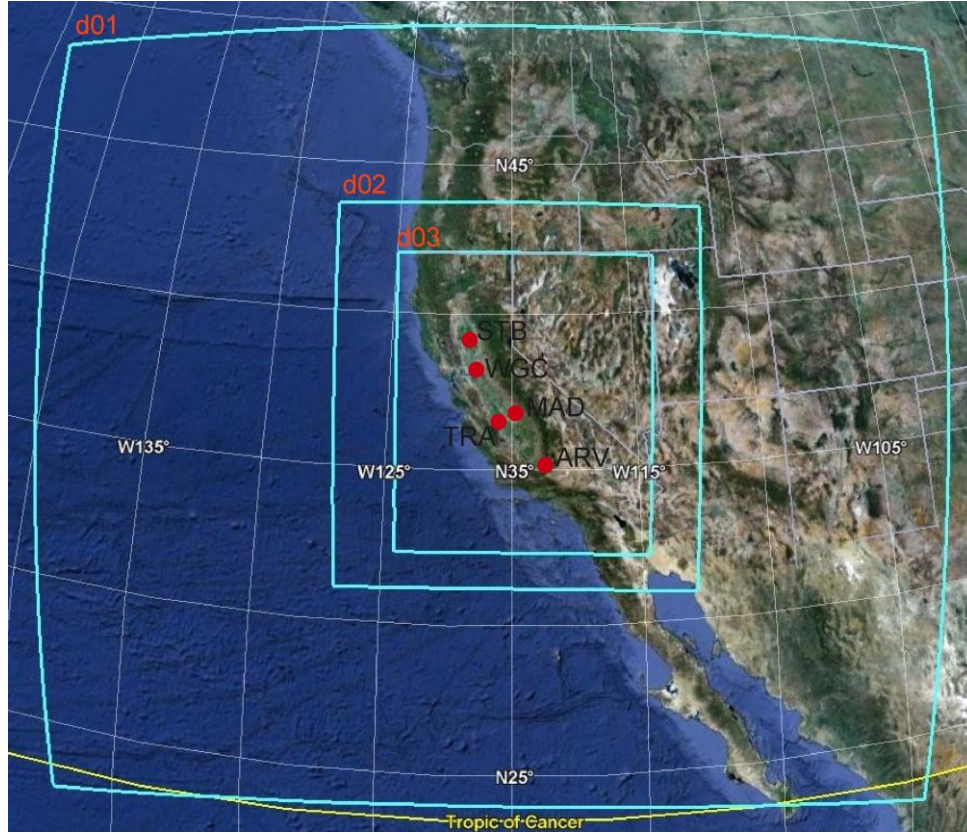 d01
N45°
d02
d03
STB
WGC
MAD
TRA
W135°
W125°
N35°
ARV
W115°
W105°
N25°
Tropic of Cancer